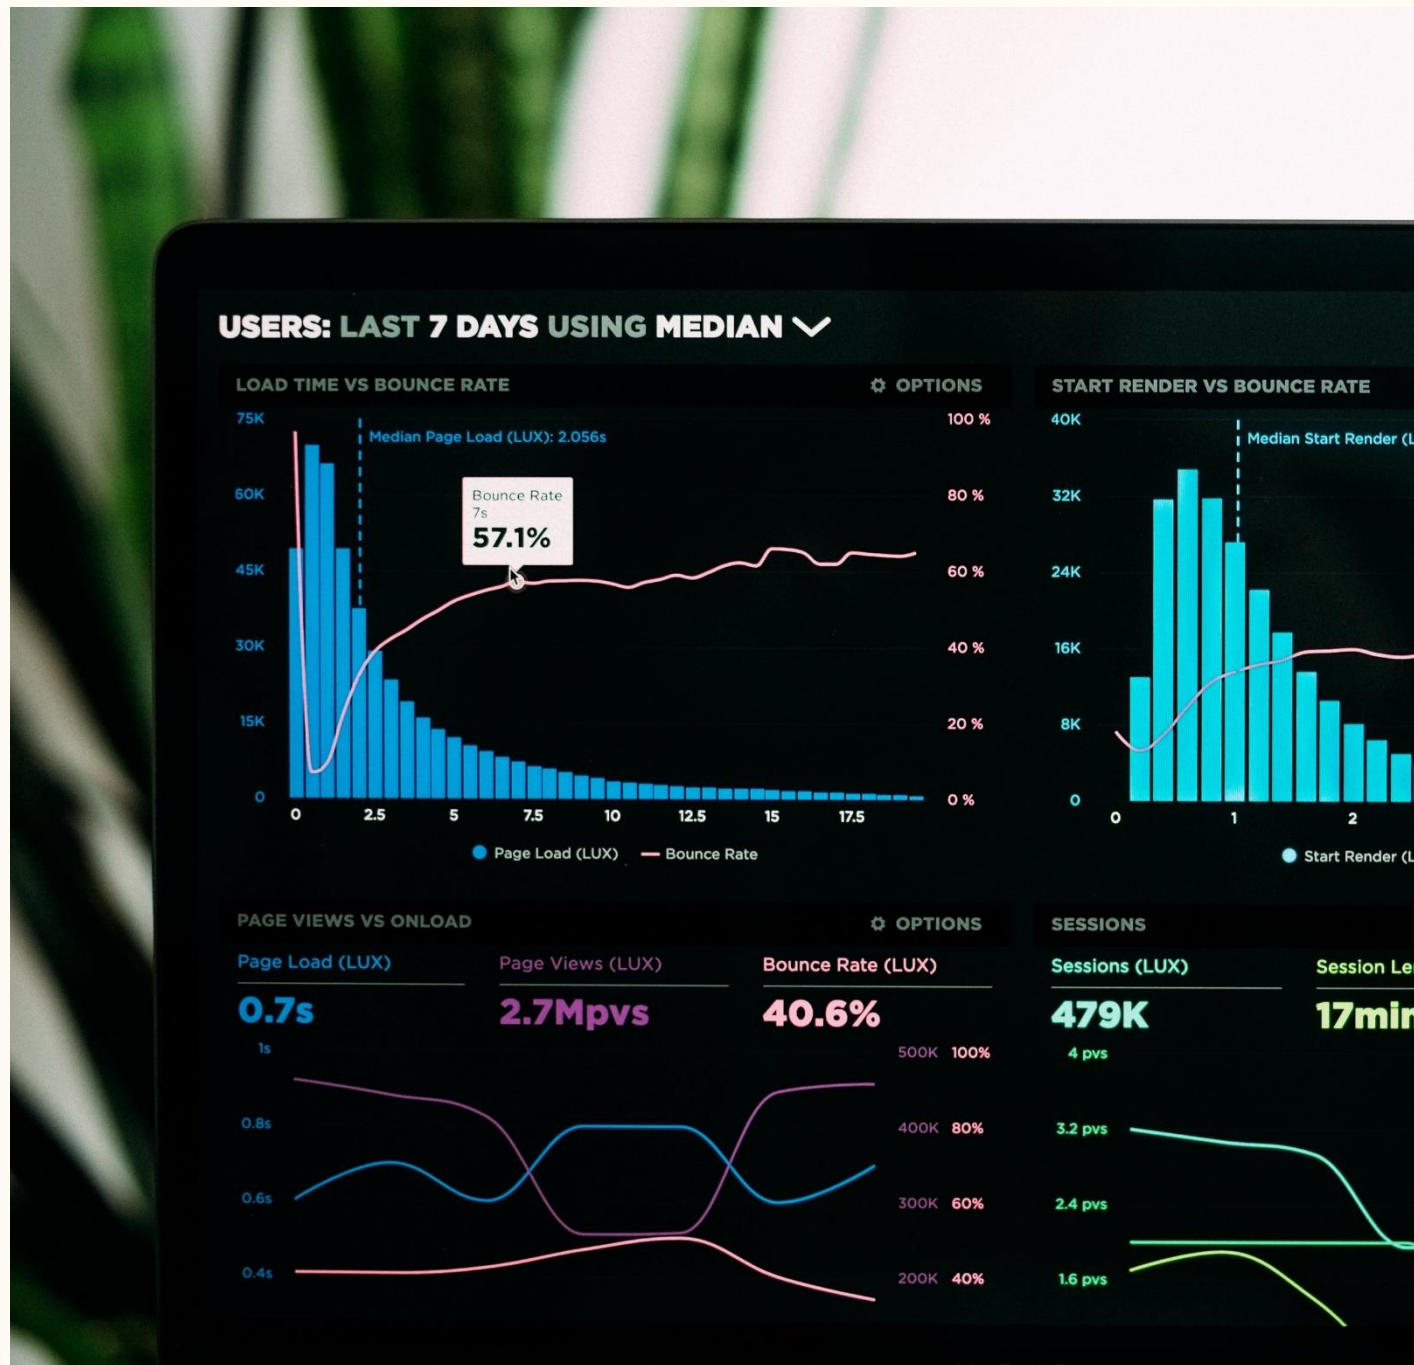 USERS: LAST 7 DAYS USING MEDIAN
LOAD TIME VS BOUNCE RATE
OPTIONS
75K
60K
45K
30K
15K
0
Median Page Load (LUX): 2.056s
Bounce Rate
7s
57.1%
100 %
80 %
60 %
40 %
20 %
0 %
0 2.5 5 7.5 10 12.5 15 17.5
Page Load (LUX) Bounce Rate
START RENDER VS BOUNCE RATE
40K
32K
24K
16K
8K
0
Median Start Render (L
0 1 2
Start Render (L
PAGE VIEWS VS ONLOAD
OPTIONS
Page Load (LUX)
0.7s
Page Views (LUX)
2.7Mpvs
Bounce Rate (LUX)
40.6%
1s
0.8s
0.6s
0.4s
500K 100%
400K 80%
300K 60%
200K 40%
SESSIONS
Sessions (LUX)
479K
Session Le
17min
4 pvs
3.2 pvs
2.4 pvs
1.6 pvs